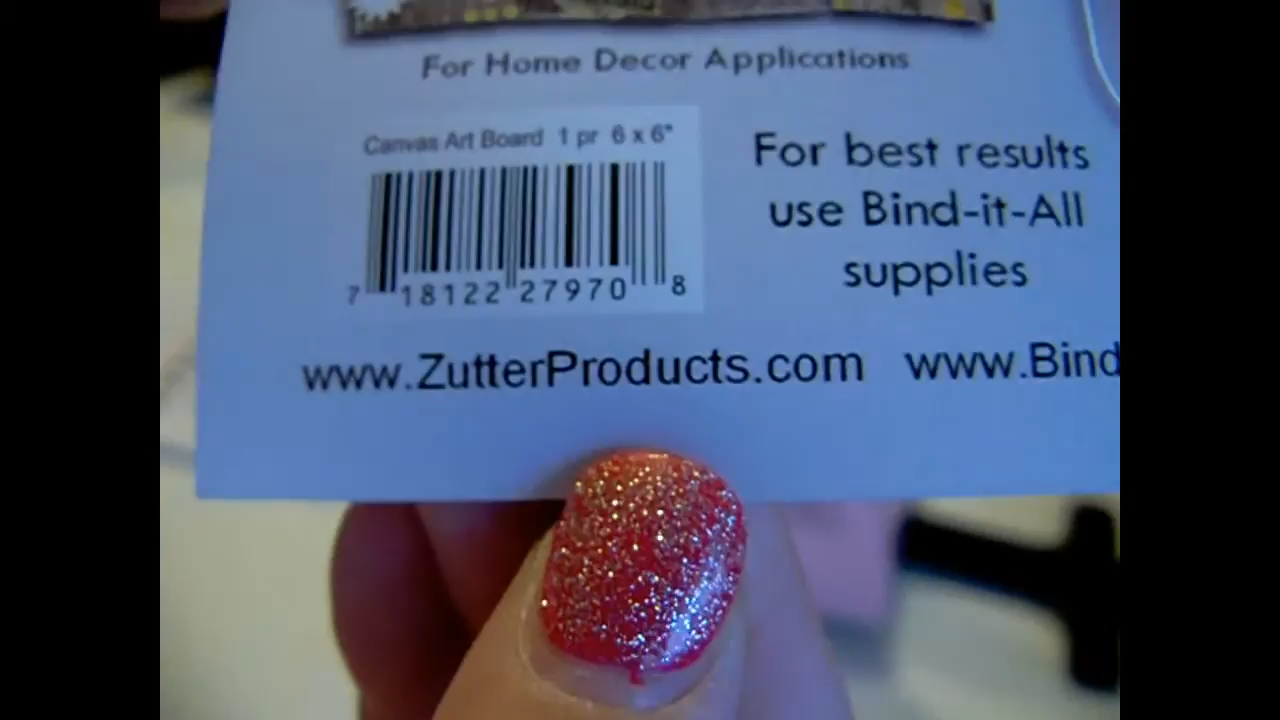 For Home Decor Applications
Canvas Art Board 1 pr 6 x 6"
7 18122 27970 8
For best results
use Bind-it-All
supplies
www.ZutterProducts.com www.Bind